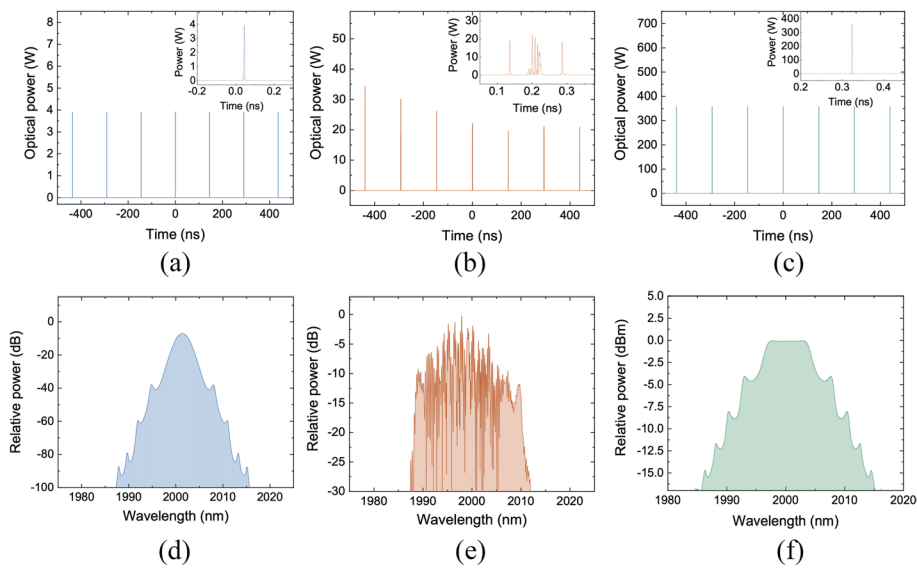 8
7
6
5
4
3
2
1
0
Optical power (W)
-400 -200 0 200 400
Time (ns)
4
3
2
1
0
Power (W)
-0.2 0.0 0.2
Time (ns)
(a)
60
50
40
30
20
10
0
Optical power (W)
-400 -200 0 200 400
Time (ns)
30
20
10
0
Power (W)
0.1 0.2 0.3
Time (ns)
(b)
700
600
500
400
300
200
100
0
Optical power (W)
-400 -200 0 200 400
Time (ns)
400
300
200
100
0
Power (W)
0.2 0.3 0.4
Time (ns)
(c)
0
-20
-40
-60
-80
-100
Relative power (dB)
1980 1990 2000 2010 2020
Wavelength (nm)
(d)
0
-5
-10
-15
-20
-25
-30
Relative power (dB)
1980 1990 2000 2010 2020
Wavelength (nm)
(e)
5.0
2.5
0.0
-2.5
-5.0
-7.5
-10.0
-12.5
-15.0
Relative power (dBm)
1980 1990 2000 2010 2020
Wavelength (nm)
(f)